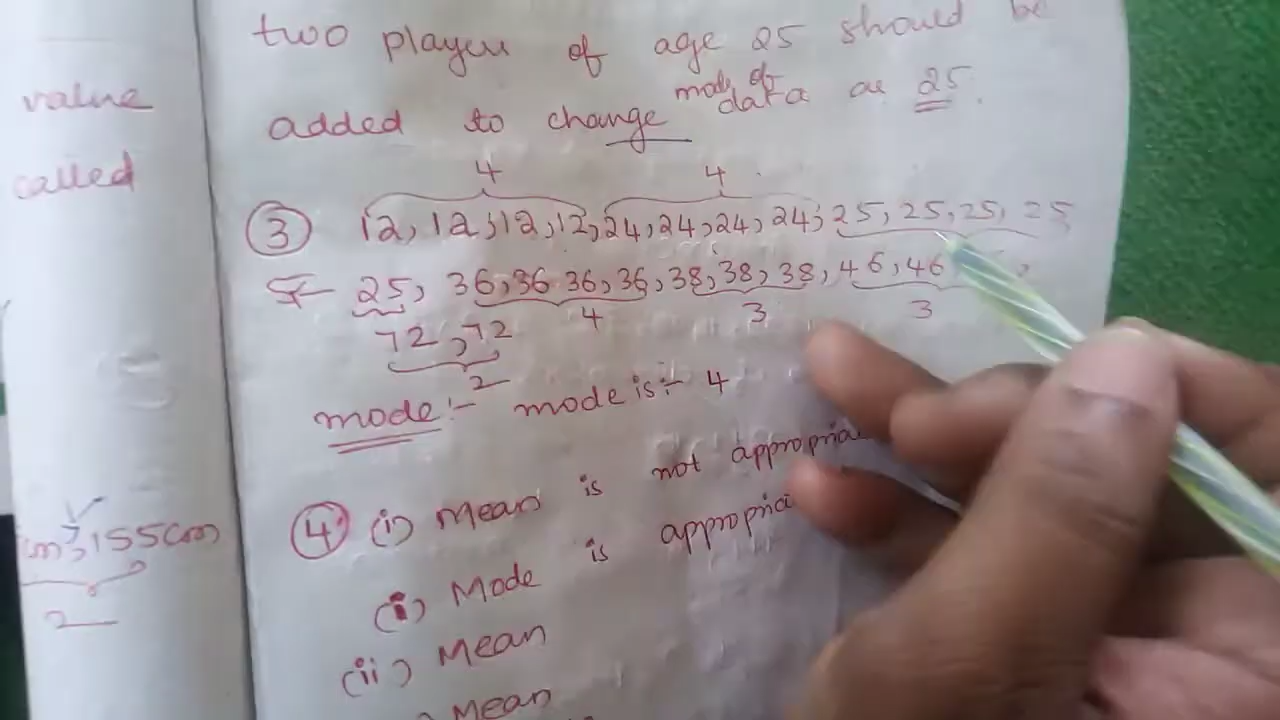 value
called
cm, 155cm
2
two players of age 25 should be
added to change mode of data as 25.
4 4
③ 12, 12, 12, 12, 24, 24, 24, 24, 25, 25, 25, 25
25, 36, 36 36, 36, 38, 38, 38, 46, 46
4 3 3
72, 72
2
mode:- mode is:- 4
④ (i) Mean is not appropria
(i) Mode is appropria
(ii) Mean
Mean